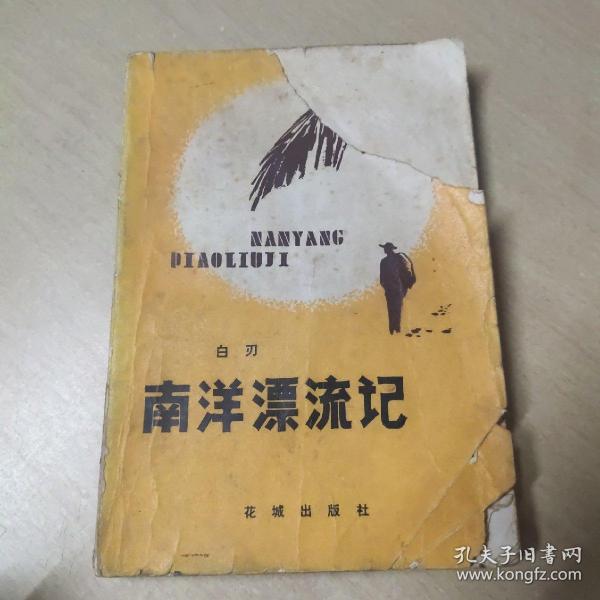 NANYANG
PIAOLIUJI
白刃
南洋漂流记
花城出版社
孔夫子旧书网
www.kongfz.com